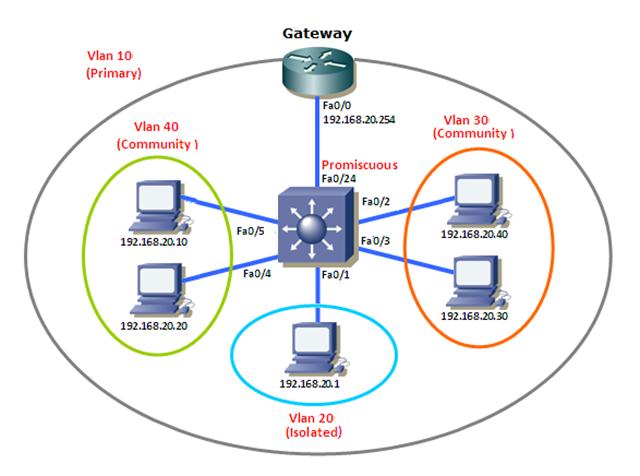 Gateway
Vlan 10
(Primary)
Fa0/0
192.168.20.254
Vlan 40
(Community )
Vlan 30
(Community )
Promiscuous
Fa0/24
Fa0/2
Fa0/5
192.168.20.10
192.168.20.40
Fa0/3
Fa0/4
Fa0/1
192.168.20.20
192.168.20.30
192.168.20.1
Vlan 20
(Isolated)